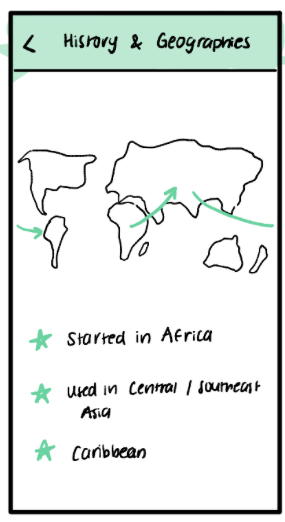 < History & Geographies
Started in Africa
Used in Central / Southeast
Asia
Caribbean